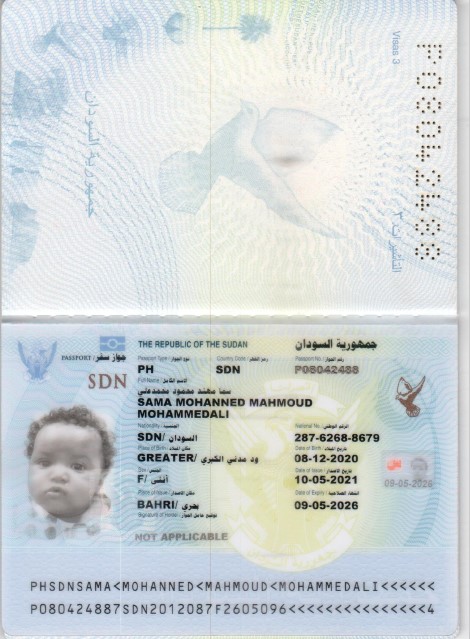 P08042488
Visas 3
التأشيرات ٣
جمهورية السودان
THE REPUBLIC OF THE SUDAN جمهورية السودان
PASSPORT / جواز سفر
Passport Type / نوع الجواز Country Code / رمز القطر Passport No / رقم الجواز
PH SDN P08042488
SDN
Full Name / الاسم الكامل
سما مهند محمود محمدعلي
SAMA MOHANNED MAHMOUD
MOHAMMEDALI
Nationality / الجنسية National No. / الرقم الوطني
SDN/ السودان 287-6268-8679
Place of Birth / مكان الميلاد Date of Birth / تاريخ الميلاد
GREATER/ ود مدني الكبري 08-12-2020
Sex / الجنس Date of Issue / تاريخ الإصدار
F/ أنثى 10-05-2021
Place of Issue / مكان الإصدار Date of Expiry /
BAHRI/ بحري 09-05-2026
09-05-2026
Signature of Holder / توقيع حامل الجواز
NOT APPLICABLE
PHSDNSAMA<MOHANNED<MAHMOUD<MOHAMMEDALI<<<<<<
P080424887SDN2012087F2605096<<<<<<<<<<<<<<<4